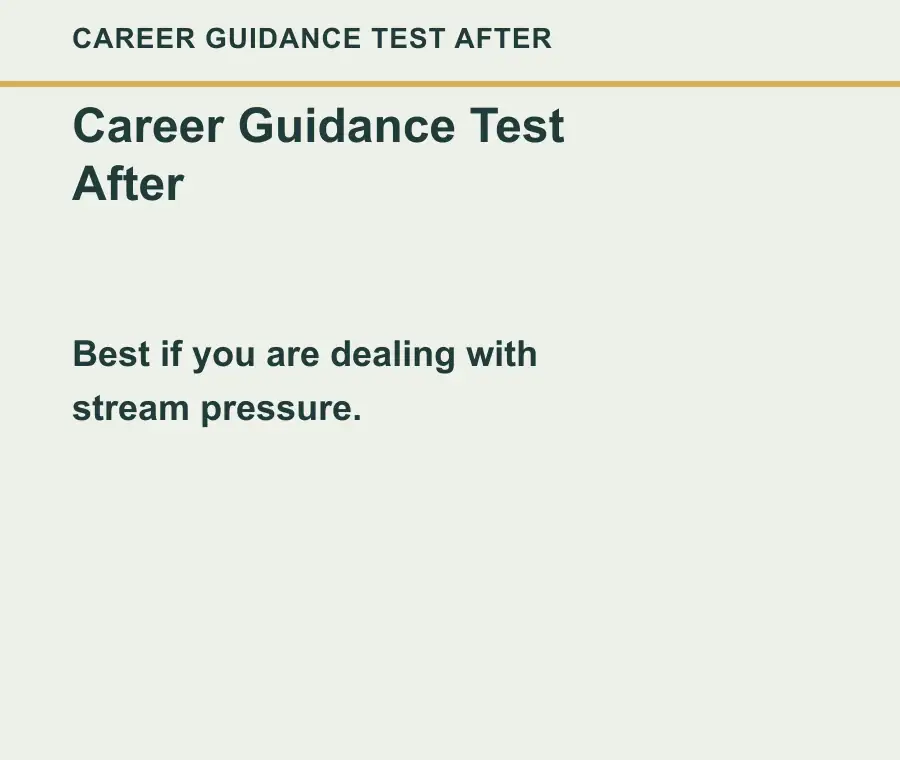 CAREER GUIDANCE TEST AFTER
Career Guidance Test
After
Best if you are dealing with
stream pressure.